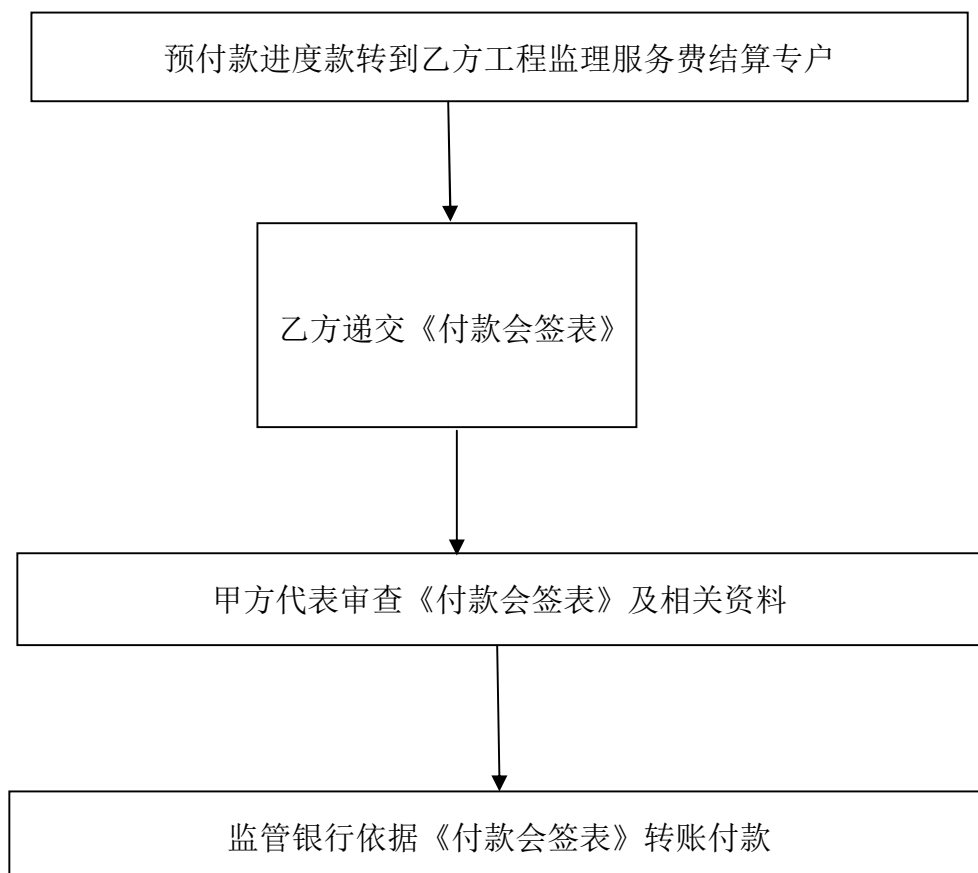 预付款进度款转到乙方工程监理服务费结算专户
乙方递交《付款会签表》
甲方代表审查《付款会签表》及相关资料
监管银行依据《付款会签表》转账付款